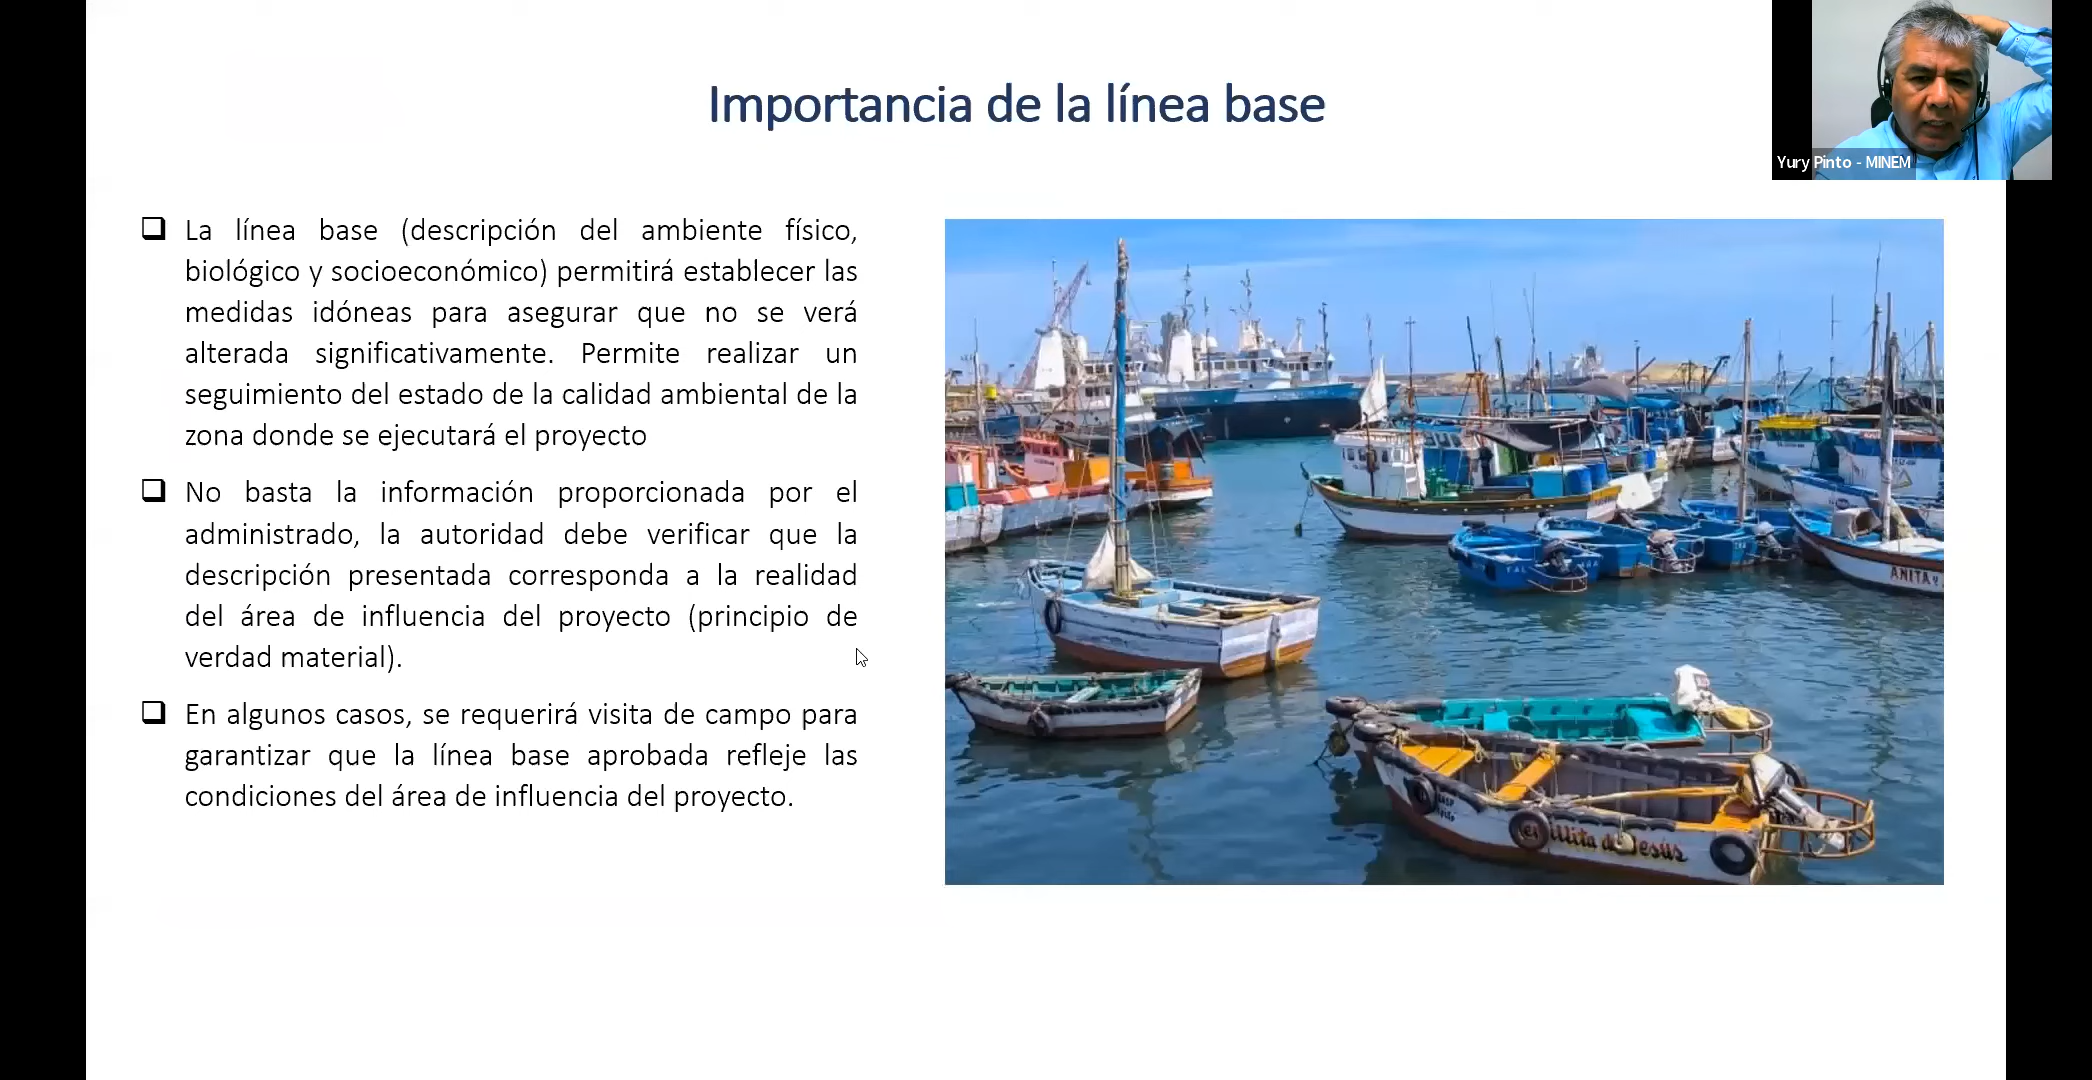 Importancia de la línea base
Yury Pinto - MINEM
La línea base (descripción del ambiente físico,
biológico y socioeconómico) permitirá establecer las
medidas idóneas para asegurar que no se verá
alterada significativamente. Permite realizar un
seguimiento del estado de la calidad ambiental de la
zona donde se ejecutará el proyecto
No basta la información proporcionada por el
administrado, la autoridad debe verificar que la
descripción presentada corresponda a la realidad
del área de influencia del proyecto (principio de
verdad material).
En algunos casos, se requerirá visita de campo para
garantizar que la línea base aprobada refleje las
condiciones del área de influencia del proyecto.
ANITA
Jesús